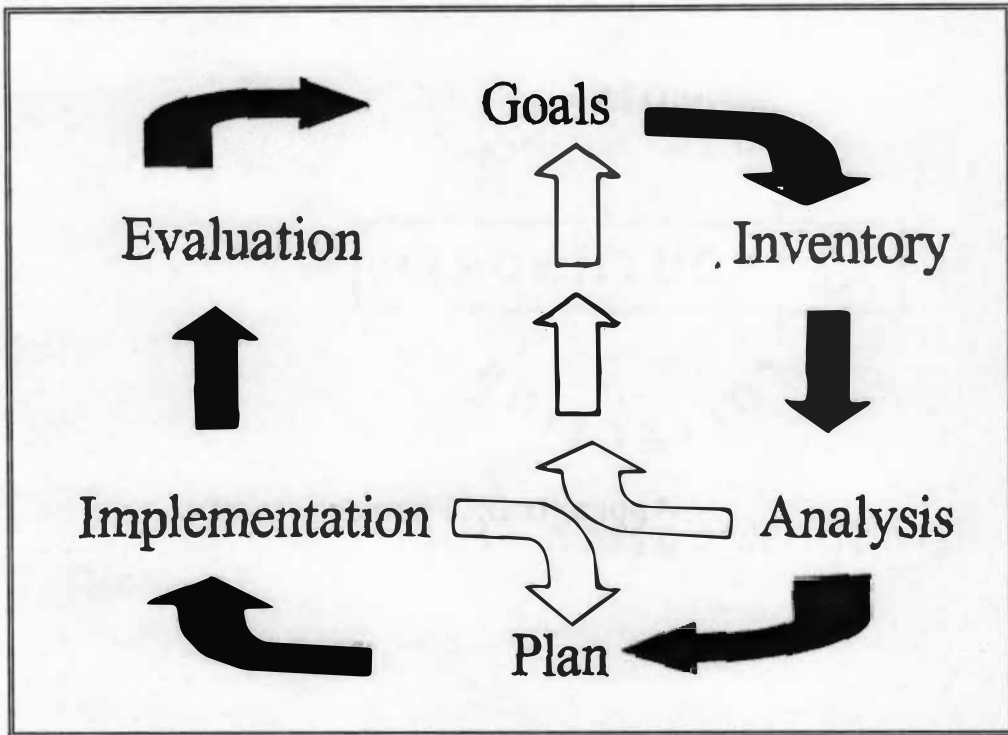 Goals
Evaluation
Inventory
Implementation
Analysis
Plan